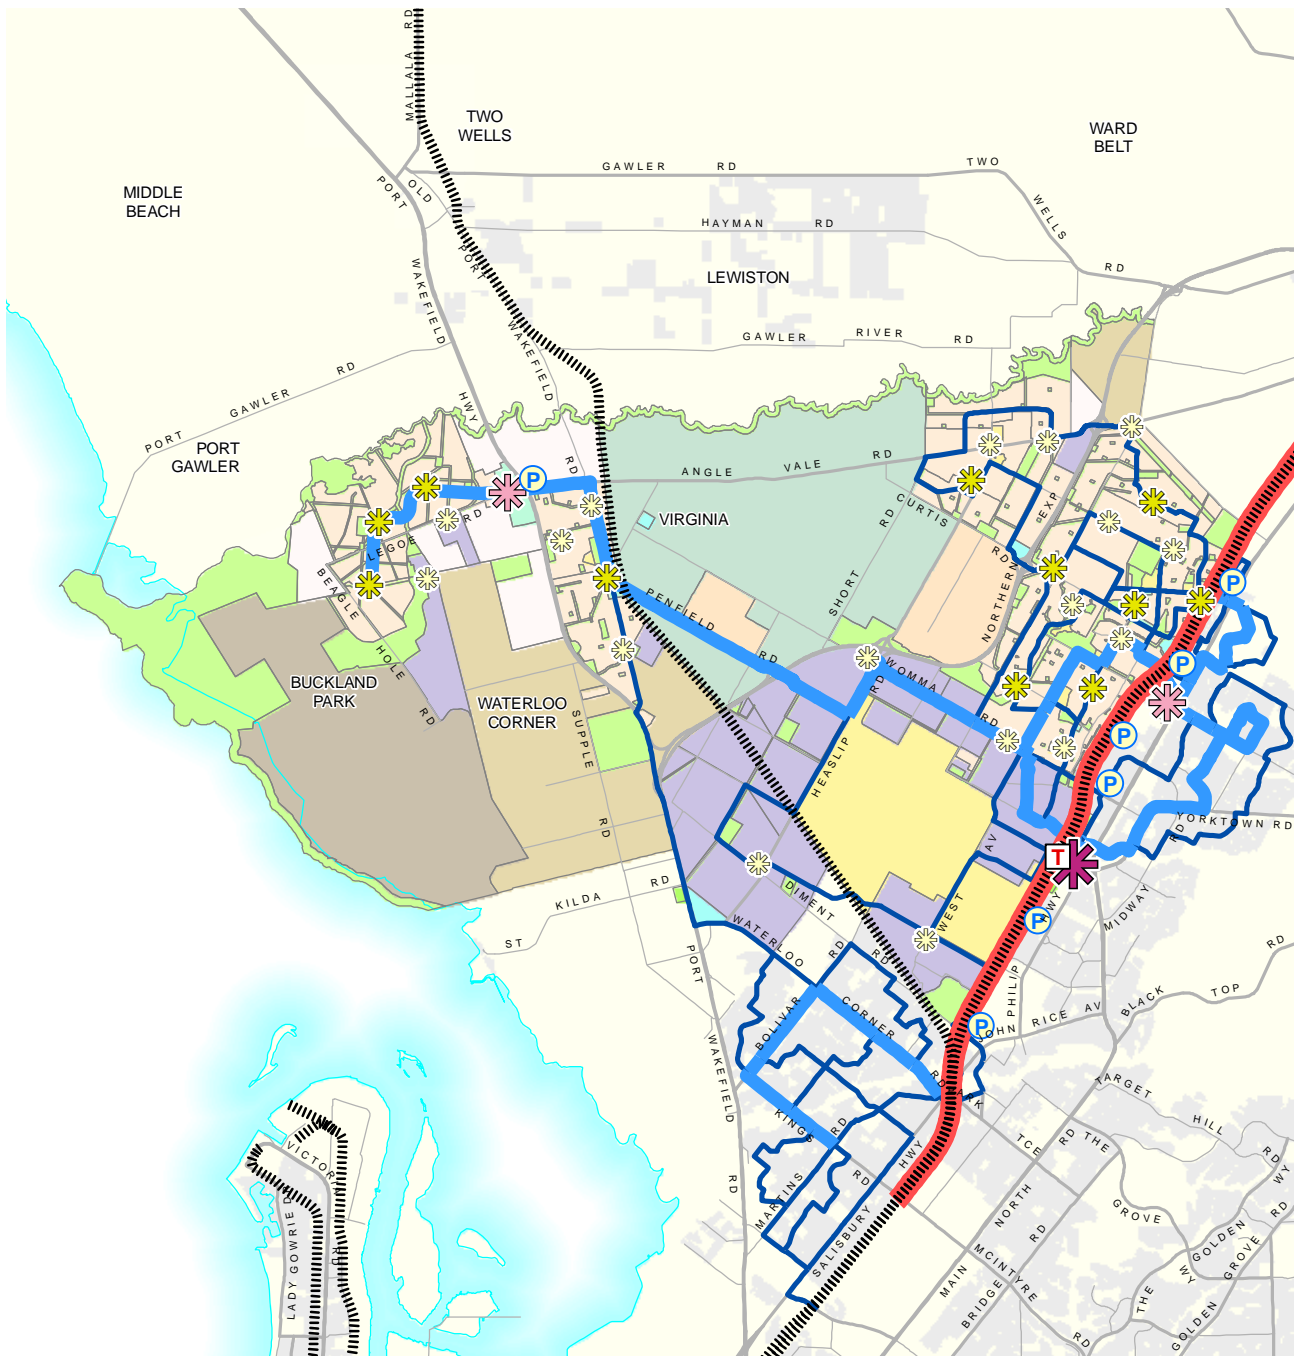 MALLALA RD
TWO
WELLS
WARD
BELT
MIDDLE
BEACH
GAWLER RD
TWO WELLS RD
OLD PORT WAKEFIELD RD
PORT WAKEFIELD HWY
HAYMAN RD
LEWISTON
GAWLER RIVER RD
PORT GAWLER RD
PORT
GAWLER
ANGLE VALE RD
P
CURTIS RD
VIRGINIA
LEGOE RD
NORTHERN EXP
SHORT RD
BEAGLE HOLE RD
PENFIELD RD
P
P
WOMMA RD
BUCKLAND
PARK
WATERLOO
CORNER
SUPPLE RD
HEASLIP RD
P
P
YORKTOWN RD
T
WEST AV
DIMENT RD
ST KILDA RD
MIDWAY RD
P
HWY
WATERLOO CORNER RD
PHILIP
BLACK TOP RD
BOLIVAR RD
JOHN RICE AV
P
PORT WAKEFIELD RD
PARK TCE
TARGET HILL RD
KINGS RD
MARTINS RD
SALISBURY HWY
THE GROVE WY
GOLDEN GROVE RD
THE GOLDEN WY
MAIN NORTH RD
BRIDGE RD
MCINTYRE RD
VICTORIA RD
LADY GOWRIE D